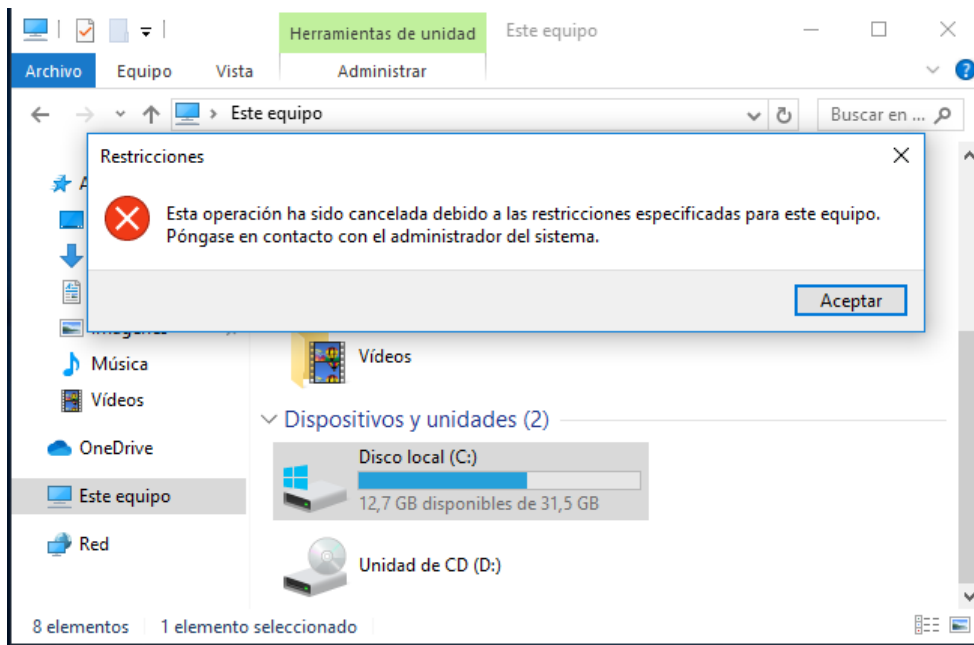 Herramientas de unidad
Este equipo
Archivo
Equipo
Vista
Administrar
Este equipo
Buscar en ...
Restricciones
Esta operación ha sido cancelada debido a las restricciones especificadas para este equipo.
Póngase en contacto con el administrador del sistema.
Aceptar
Música
Vídeos
OneDrive
Este equipo
Red
Vídeos
Dispositivos y unidades (2)
Disco local (C:)
12,7 GB disponibles de 31,5 GB
Unidad de CD (D:)
8 elementos
1 elemento seleccionado